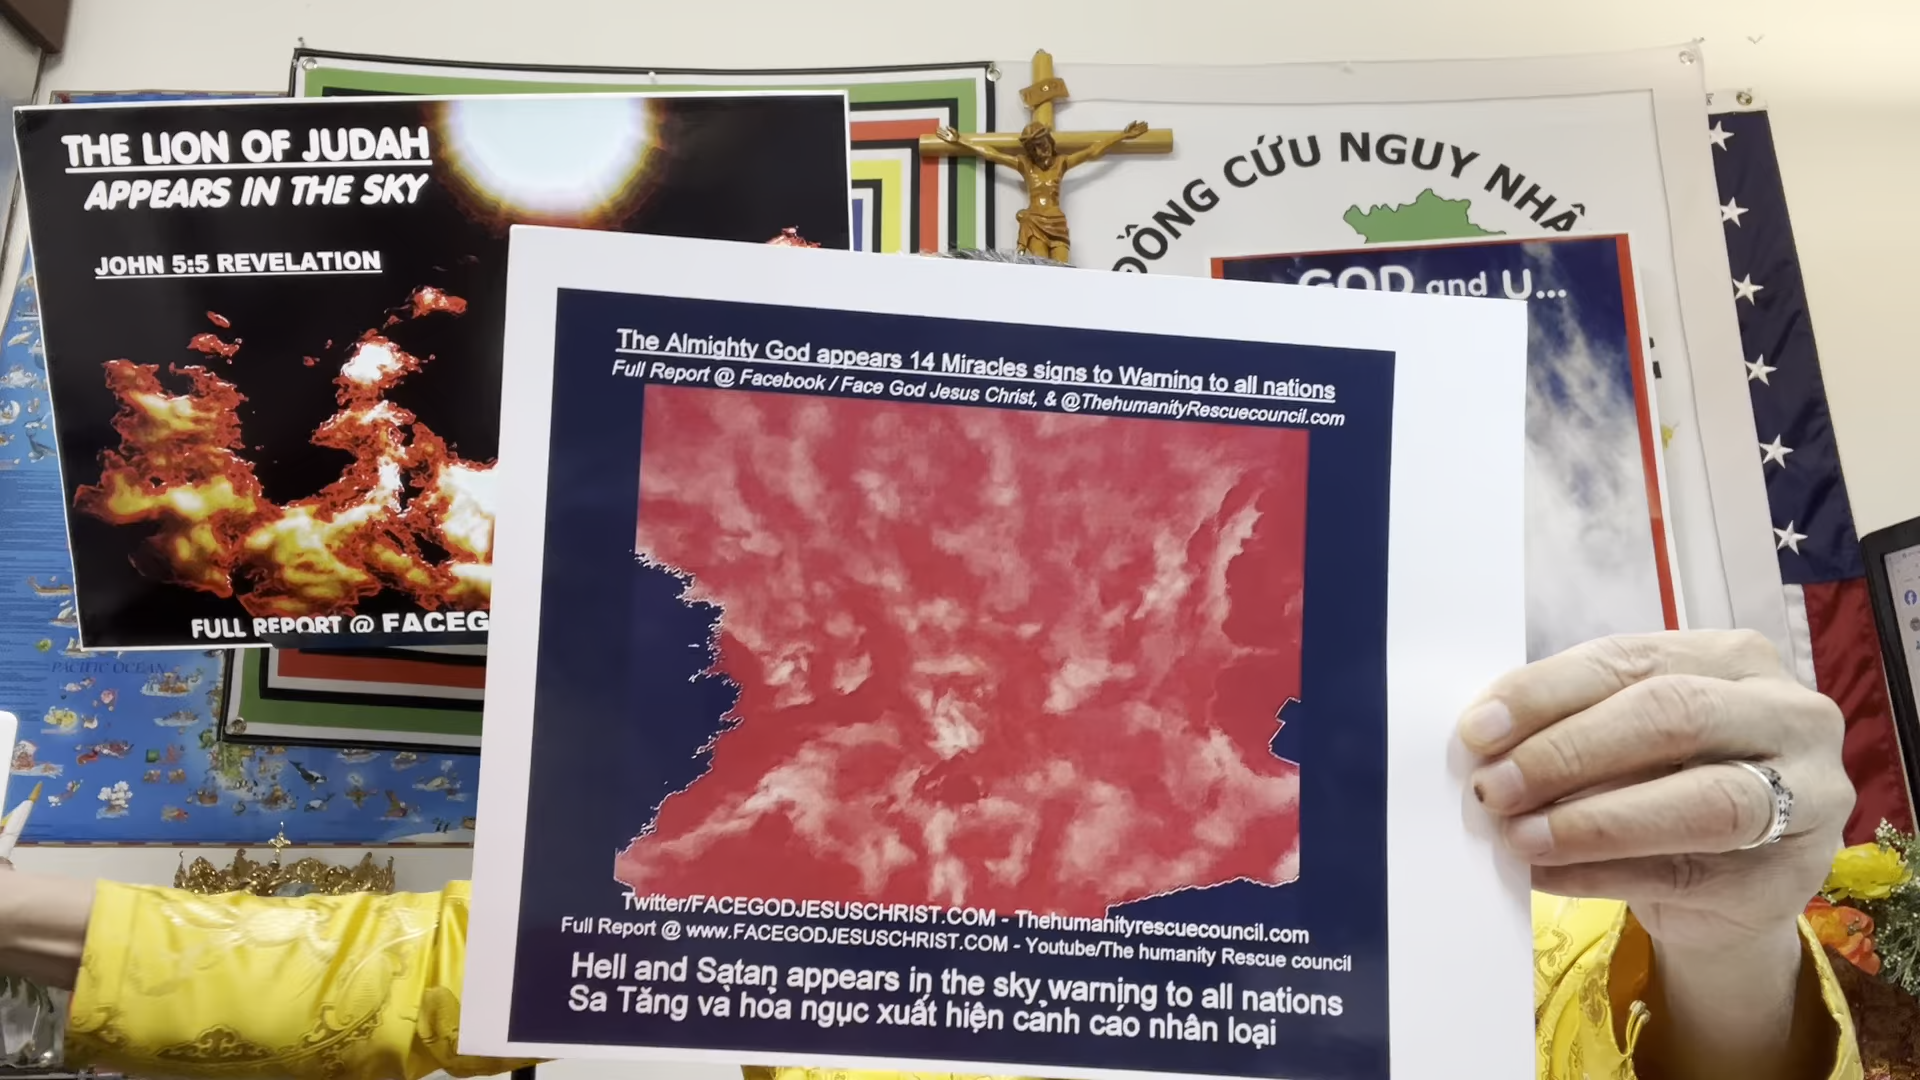 THE LION OF JUDAH
APPEARS IN THE SKY
JOHN 5:5 REVELATION
FULL REPORT @ FACEG
ĐỒNG CỨU NGUY NHÂ
GOD and U...
The Almighty God appears 14 Miracles signs to Warning to all nations
Full Report @ Facebook / Face God Jesus Christ, & @ThehumanityRescuecouncil.com
Twitter/FACEGODJESUSCHRIST.COM - Thehumanityrescuecouncil.com
Full Report @ www.FACEGODJESUSCHRIST.COM - Youtube/The humanity Rescue council
Hell and Satan appears in the sky warning to all nations
Sa Tăng và hỏa ngục xuất hiện cảnh cáo nhân loại
PACIFIC OCEAN